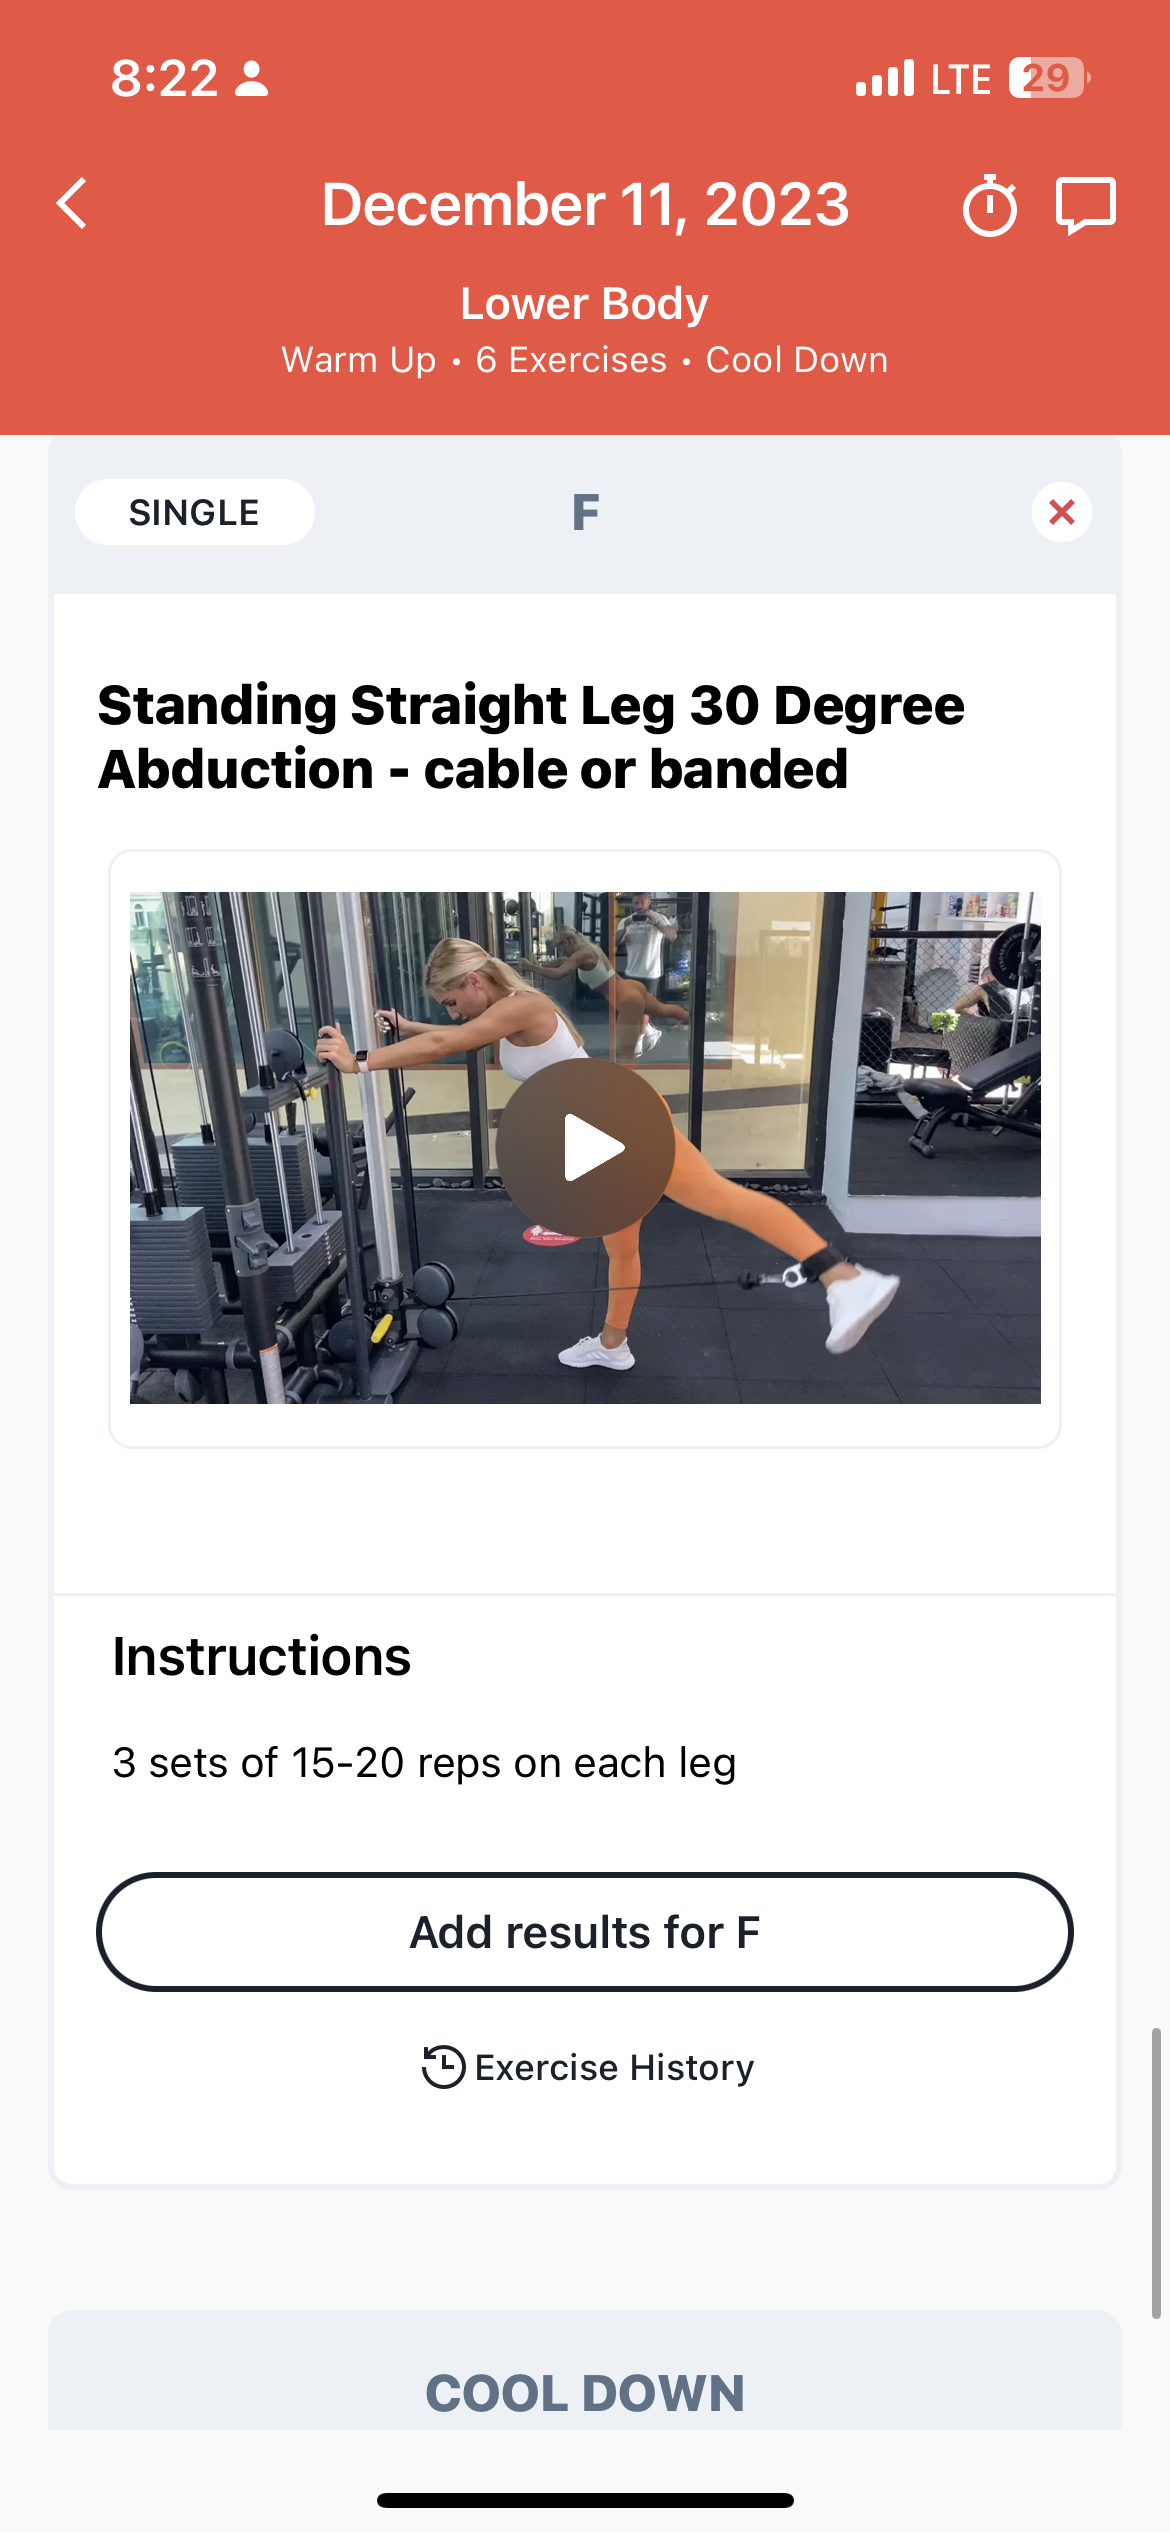 8:22
LTE 29
December 11, 2023
Lower Body
Warm Up • 6 Exercises • Cool Down
SINGLE
F
Standing Straight Leg 30 Degree
Abduction - cable or banded
Instructions
3 sets of 15-20 reps on each leg
Add results for F
Exercise History
COOL DOWN